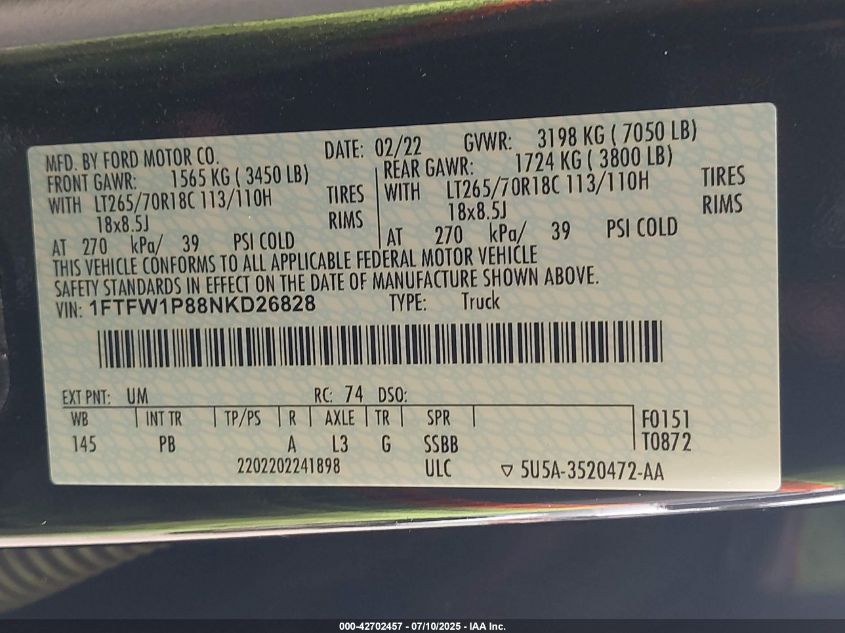 MFD. BY FORD MOTOR CO.
DATE: 02/22 GVWR: 3198 KG ( 7050 LB)
FRONT GAWR: 1565 KG ( 3450 LB) REAR GAWR: 1724 KG ( 3800 LB)
WITH LT265/70R18C 113/110H TIRES WITH LT265/70R18C 113/110H TIRES
18x8.5J RIMS 18x8.5J RIMS
AT 270 kPa/ 39 PSI COLD AT 270 kPa/ 39 PSI COLD
THIS VEHICLE CONFORMS TO ALL APPLICABLE FEDERAL MOTOR VEHICLE
SAFETY STANDARDS IN EFFECT ON THE DATE OF MANUFACTURE SHOWN ABOVE.
VIN: 1FTFW1P88NKD26828 TYPE: Truck
EXT PNT: UM RC: 74 DSO:
WB INT TR TP/PS R AXLE TR SPR F0151
145 PB A L3 G SSBB T0872
2202202241898 ULC ▽ 5U5A-3520472-AA
000-42702457 - 07/10/2025 - IAA Inc.